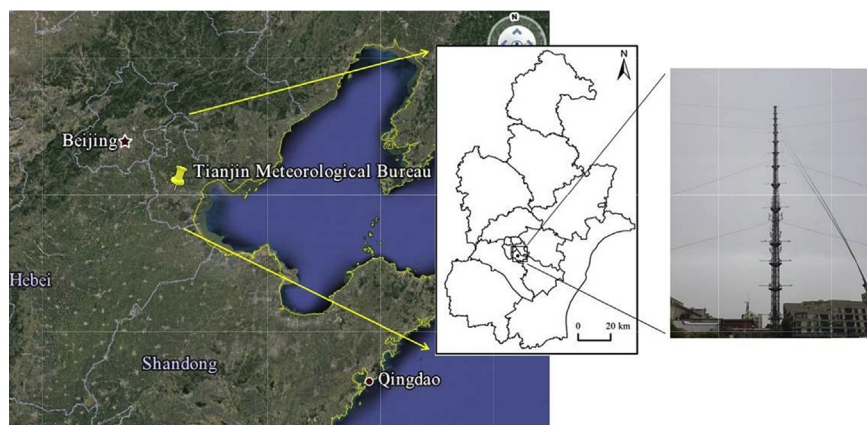 N
Beijing
Tianjin Meteorological Bureau
Hebei
Shandong
Qingdao
N
0 20 km